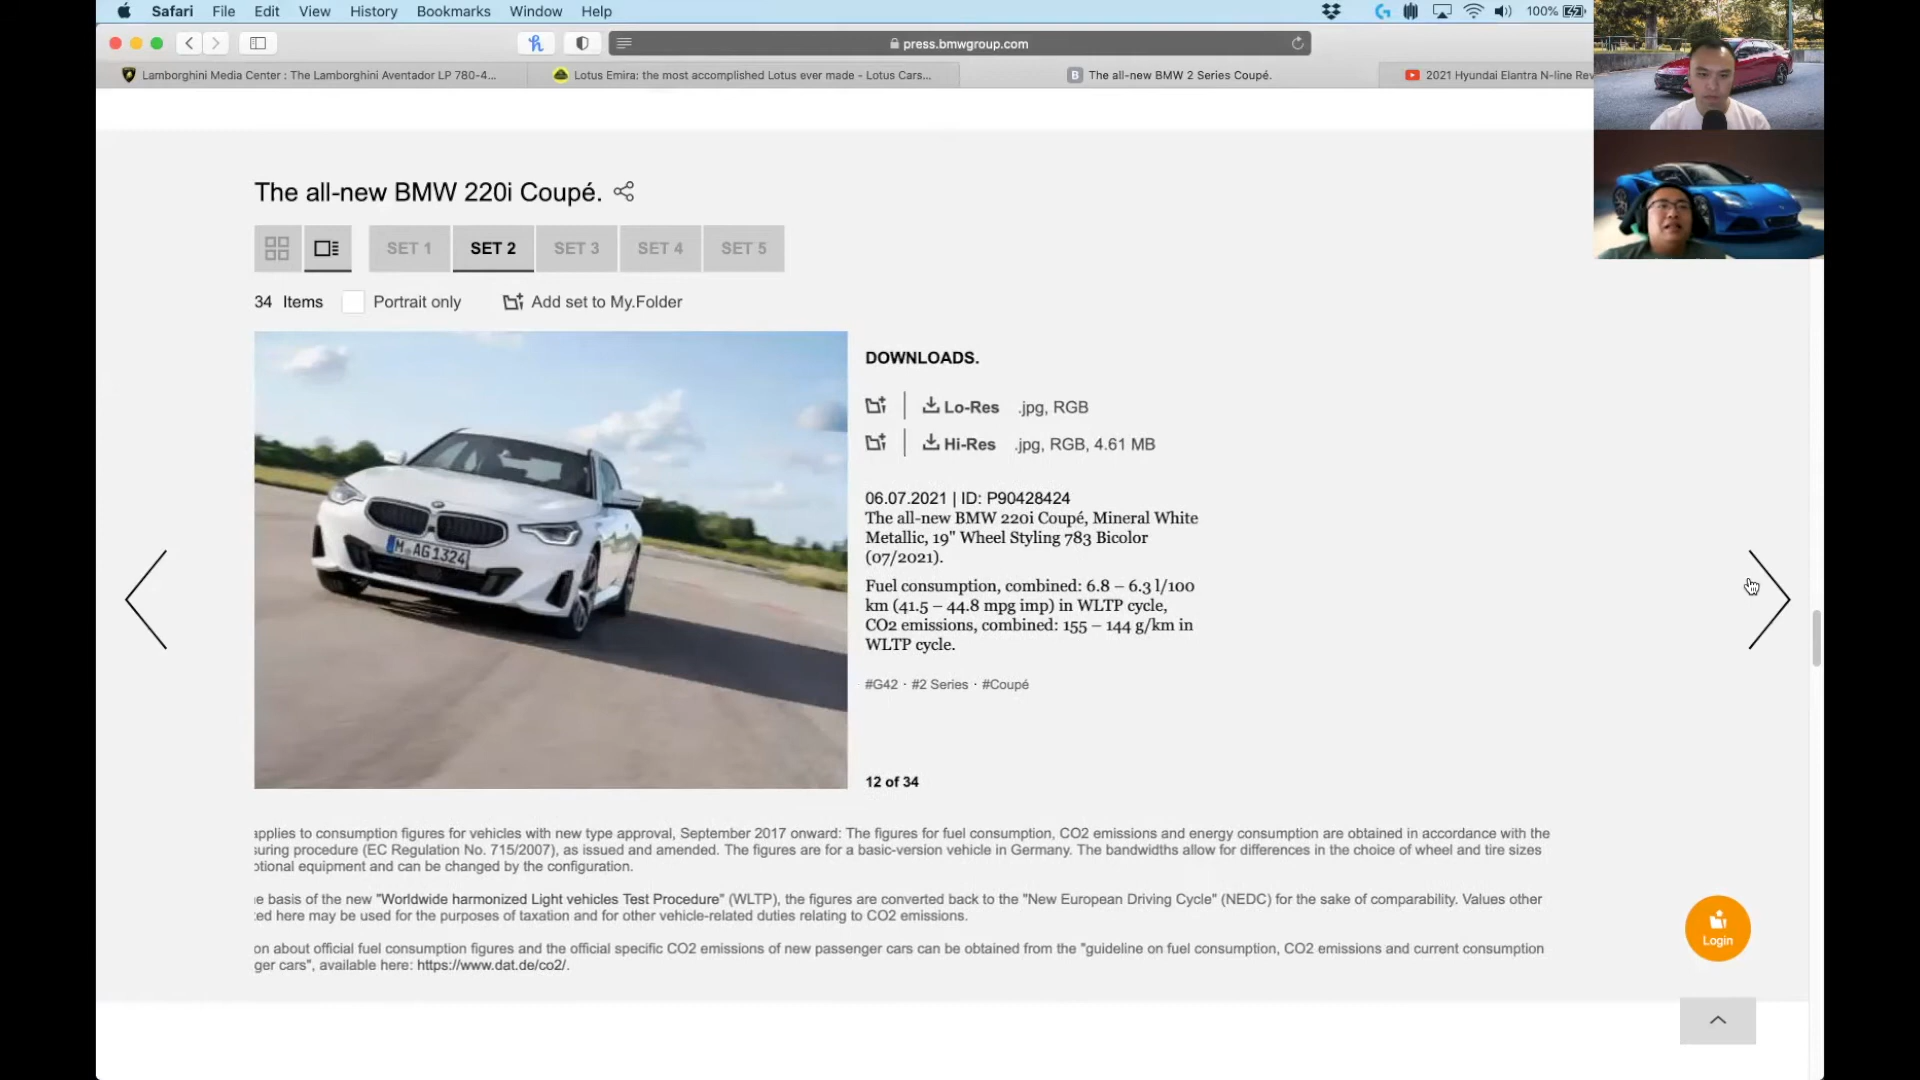 Safari File Edit View History Bookmarks Window Help 100%
press.bmwgroup.com
Lamborghini Media Center : The Lamborghini Aventador LP 780-4...
Lotus Emira: the most accomplished Lotus ever made - Lotus Cars...
B The all-new BMW 2 Series Coupé.
2021 Hyundai Elantra N-line Rev
The all-new BMW 220i Coupé.
SET 1 SET 2 SET 3 SET 4 SET 5
34 Items Portrait only Add set to My.Folder
M AG1324
DOWNLOADS.
Lo-Res .jpg, RGB
Hi-Res .jpg, RGB, 4.61 MB
06.07.2021 | ID: P90428424
The all-new BMW 220i Coupé, Mineral White
Metallic, 19" Wheel Styling 783 Bicolor
(07/2021).
Fuel consumption, combined: 6.8 – 6.3 l/100
km (41.5 – 44.8 mpg imp) in WLTP cycle,
CO2 emissions, combined: 155 – 144 g/km in
WLTP cycle.
#G42 · #2 Series · #Coupé
12 of 34
applies to consumption figures for vehicles with new type approval, September 2017 onward: The figures for fuel consumption, CO2 emissions and energy consumption are obtained in accordance with the
suring procedure (EC Regulation No. 715/2007), as issued and amended. The figures are for a basic-version vehicle in Germany. The bandwidths allow for differences in the choice of wheel and tire sizes
otional equipment and can be changed by the configuration.
e basis of the new "Worldwide harmonized Light vehicles Test Procedure" (WLTP), the figures are converted back to the "New European Driving Cycle" (NEDC) for the sake of comparability. Values other
ed here may be used for the purposes of taxation and for other vehicle-related duties relating to CO2 emissions.
on about official fuel consumption figures and the official specific CO2 emissions of new passenger cars can be obtained from the "guideline on fuel consumption, CO2 emissions and current consumption
ger cars", available here: https://www.dat.de/co2/.
Login